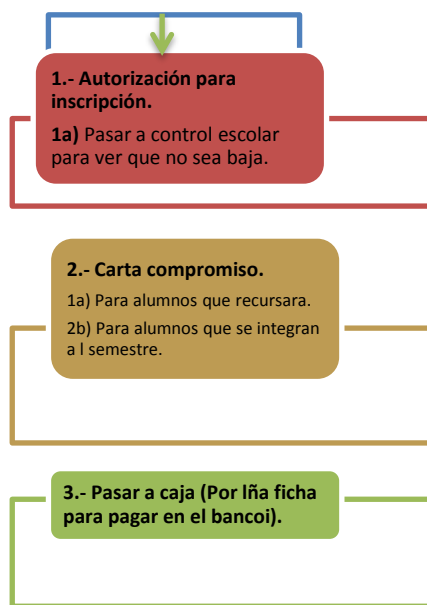 1.- Autorización para
inscripción.
1a) Pasar a control escolar
para ver que no sea baja.
2.- Carta compromiso.
1a) Para alumnos que recursara.
2b) Para alumnos que se integran
a l semestre.
3.- Pasar a caja (Por lña ficha
para pagar en el bancoi).